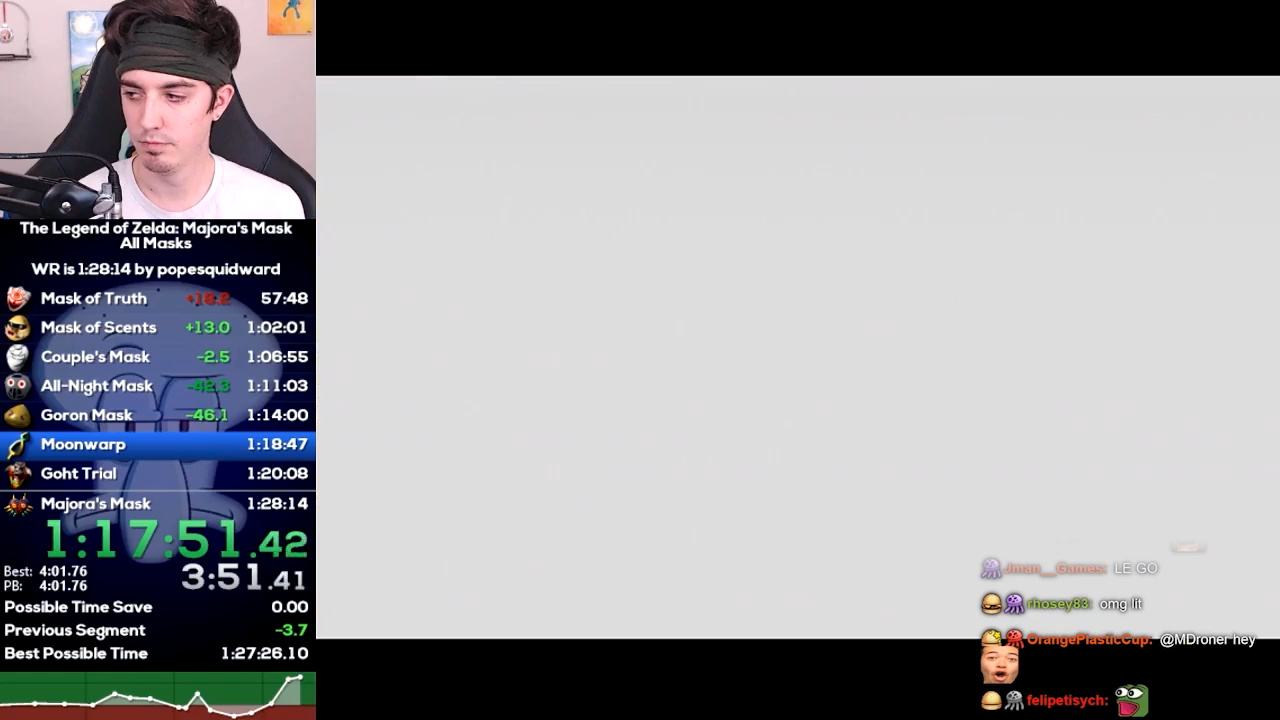 The Legend of Zelda: Majora's Mask
All Masks
WR is 1:28:14 by popesquidward
Mask of Truth +18.2 57:48
Mask of Scents +13.0 1:02:01
Couple's Mask -2.5 1:06:55
All-Night Mask -42.3 1:11:03
Goron Mask -46.1 1:14:00
Moonwarp 1:18:47
Goht Trial 1:20:08
Majora's Mask 1:28:14
1:17:51.42
Best: 4:01.76
PB: 4:01.76
3:51.41
Possible Time Save 0.00
Previous Segment -3.7
Best Possible Time 1:27:26.10
Jman__Games: LE GO
rhosey83: omg lit
OrangePlasticCup: @MDroner hey
felipetisych: